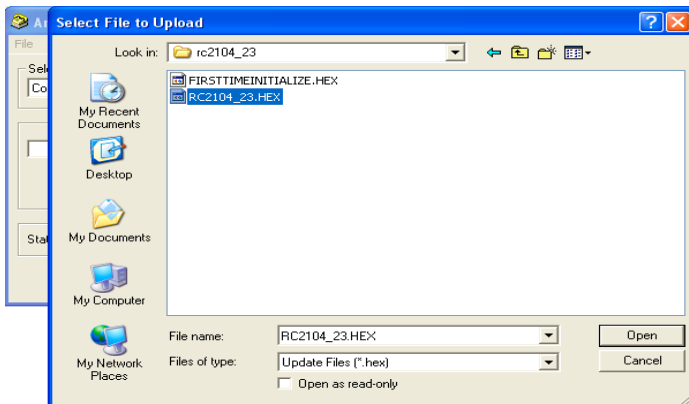 Select File to Upload
File
Look in: rc2104_23
FIRSTTIMEINITIALIZE.HEX
RC2104_23.HEX
My Recent
Documents
Desktop
My Documents
My Computer
My Network
Places
File name: RC2104_23.HEX Open
Files of type: Update Files (*.hex) Cancel
Open as read-only